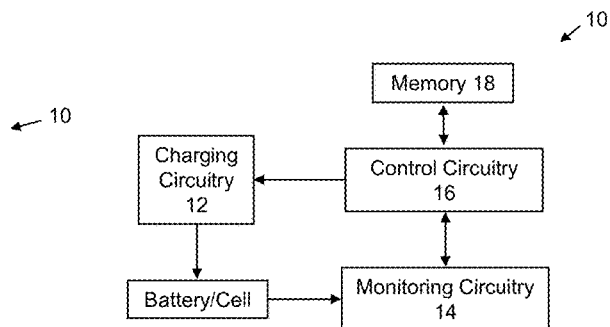 10
Memory 18
10
Charging
Circuitry
12
Control Circuitry
16
Battery/Cell
Monitoring Circuitry
14